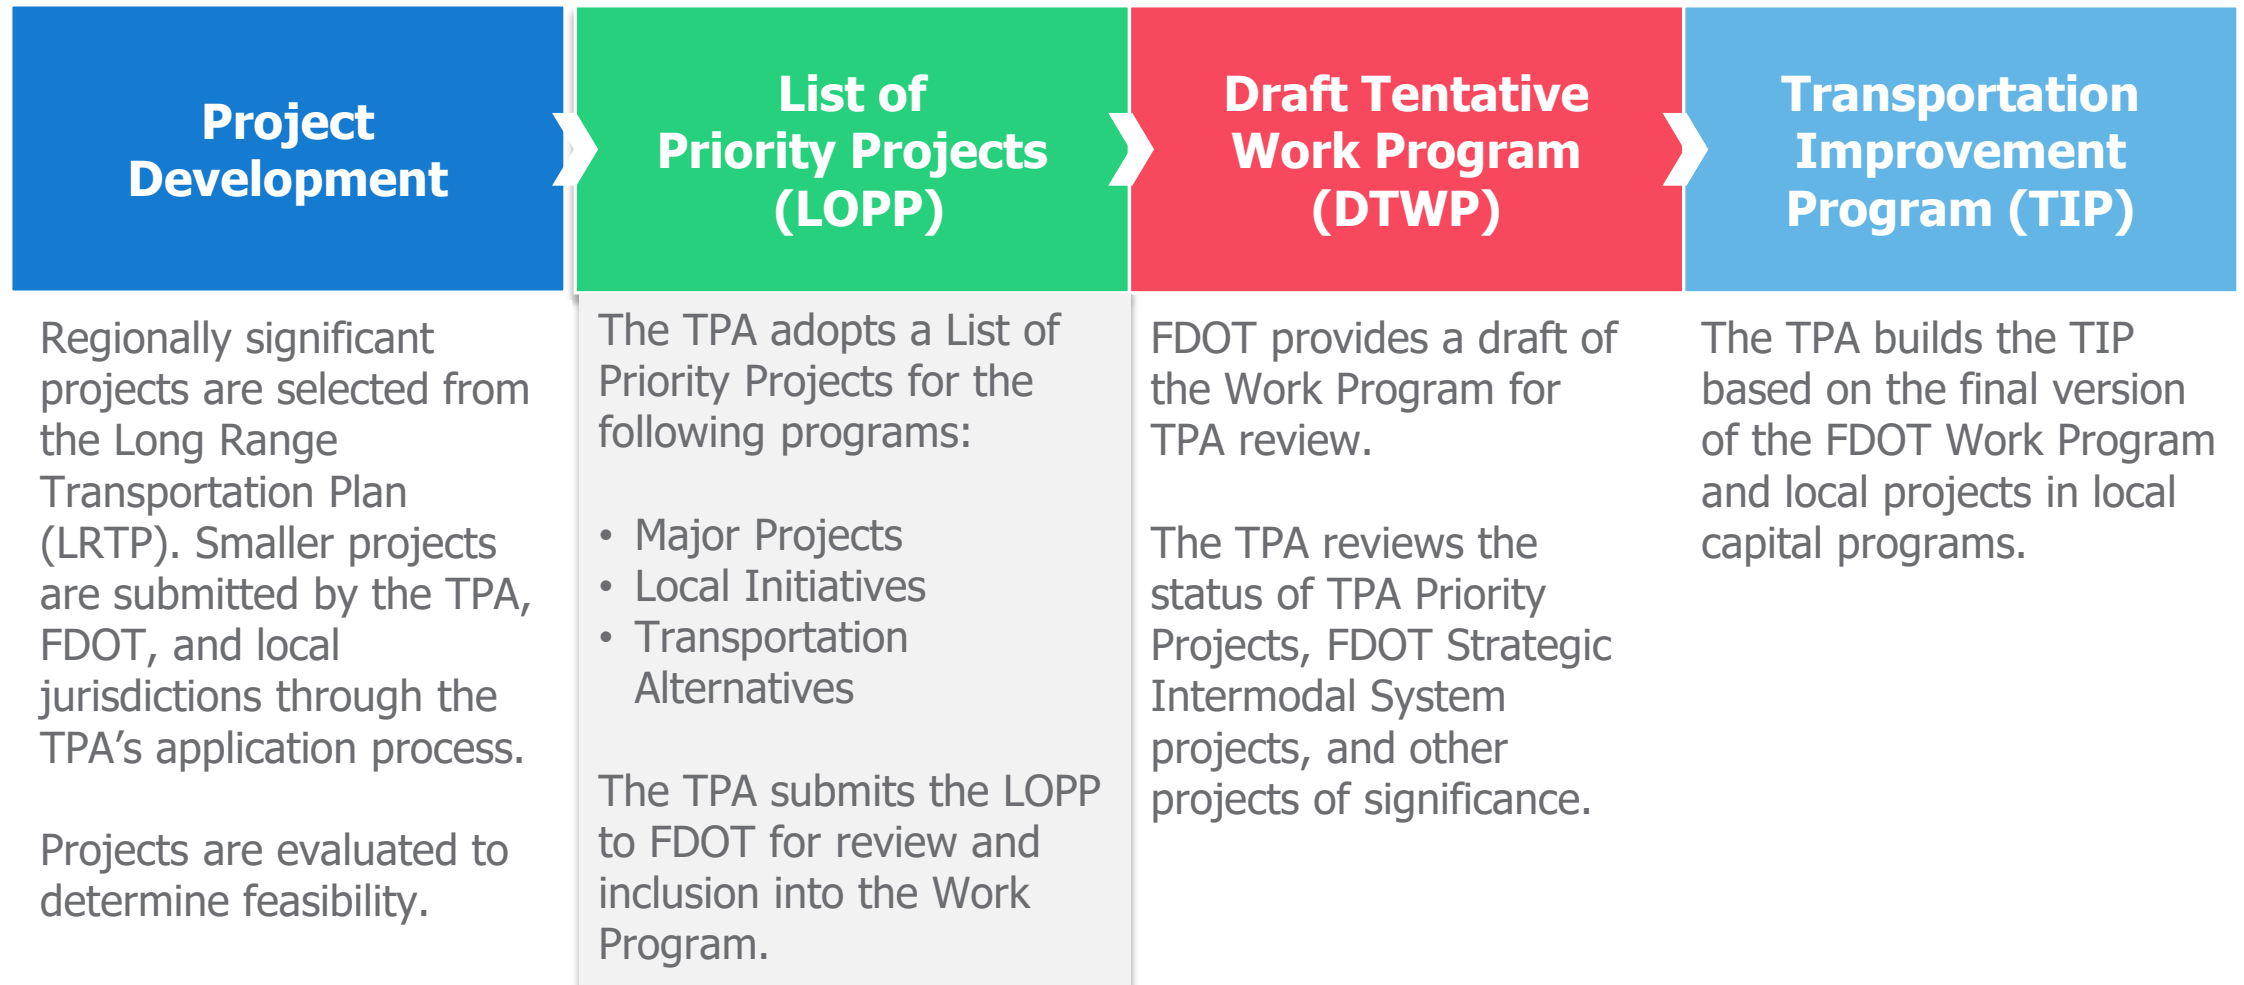 Project
Development
List of
Priority Projects
(LOPP)
Draft Tentative
Work Program
(DTWP)
Transportation
Improvement
Program (TIP)
Regionally significant
projects are selected from
the Long Range
Transportation Plan
(LRTP). Smaller projects
are submitted by the TPA,
FDOT, and local
jurisdictions through the
TPA’s application process.
Projects are evaluated to
determine feasibility.
The TPA adopts a List of
Priority Projects for the
following programs:
• Major Projects
• Local Initiatives
• Transportation
Alternatives
The TPA submits the LOPP
to FDOT for review and
inclusion into the Work
Program.
FDOT provides a draft of
the Work Program for
TPA review.
The TPA reviews the
status of TPA Priority
Projects, FDOT Strategic
Intermodal System
projects, and other
projects of significance.
The TPA builds the TIP
based on the final version
of the FDOT Work Program
and local projects in local
capital programs.